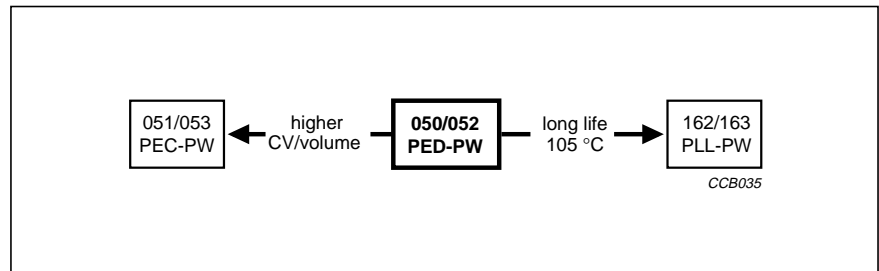 051/053
PEC-PW
higher
CV/volume
050/052
PED-PW
long life
105 °C
162/163
PLL-PW
CCB035